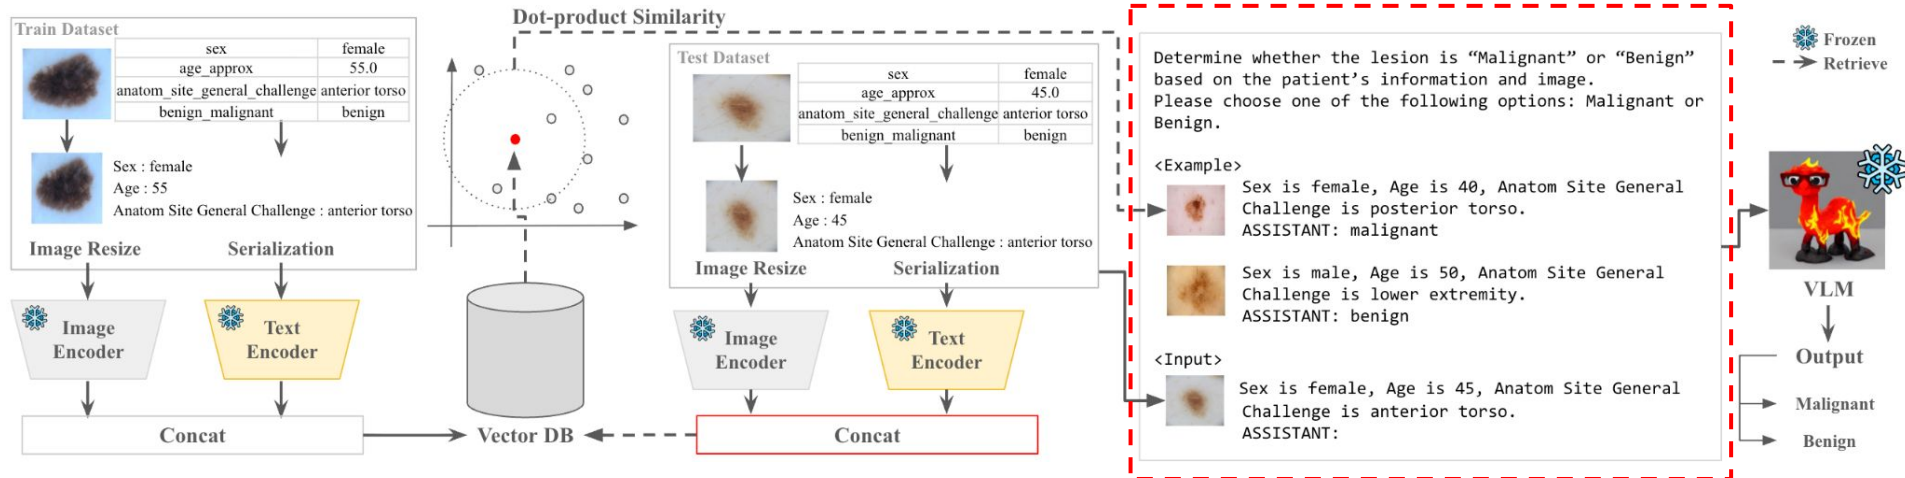 Dot-product Similarity
Train Dataset
sex female
age_approx 55.0
anatom_site_general_challenge anterior torso
benign_malignant benign
Sex : female
Age : 55
Anatom Site General Challenge : anterior torso
Image Resize Serialization
Image
Encoder
Text
Encoder
Concat
Vector DB
Test Dataset
sex female
age_approx 45.0
anatom_site_general_challenge anterior torso
benign_malignant benign
Sex : female
Age : 45
Anatom Site General Challenge : anterior torso
Image Resize Serialization
Image
Encoder
Text
Encoder
Concat
Determine whether the lesion is “Malignant” or “Benign”
based on the patient’s information and image.
Please choose one of the following options: Malignant or
Benign.
<Example>
Sex is female, Age is 40, Anatom Site General
Challenge is posterior torso.
ASSISTANT: malignant
Sex is male, Age is 50, Anatom Site General
Challenge is lower extremity.
ASSISTANT: benign
<Input>
Sex is female, Age is 45, Anatom Site General
Challenge is anterior torso.
ASSISTANT:
Frozen
Retrieve
VLM
Output
Malignant
Benign